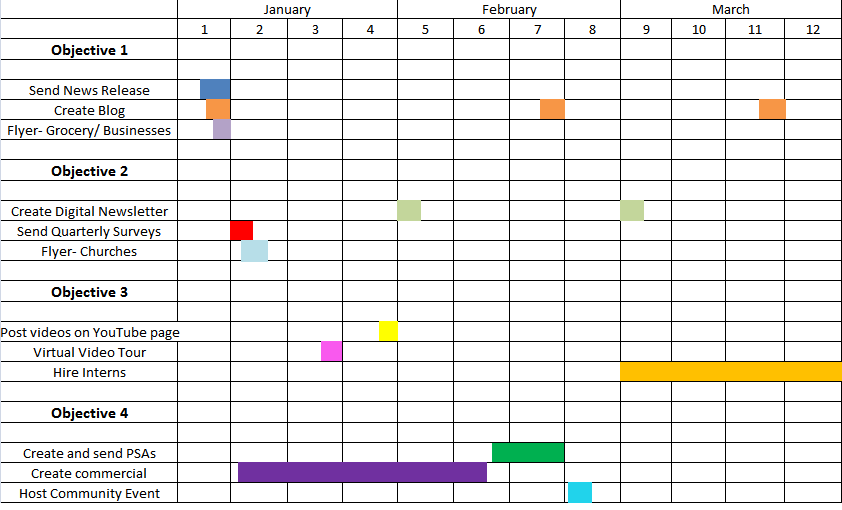 January February March
1 2 3 4 5 6 7 8 9 10 11 12
Objective 1
Send News Release
Create Blog
Flyer- Grocery/ Businesses
Objective 2
Create Digital Newsletter
Send Quarterly Surveys
Flyer- Churches
Objective 3
Post videos on YouTube page
Virtual Video Tour
Hire Interns
Objective 4
Create and send PSAs
Create commercial
Host Community Event